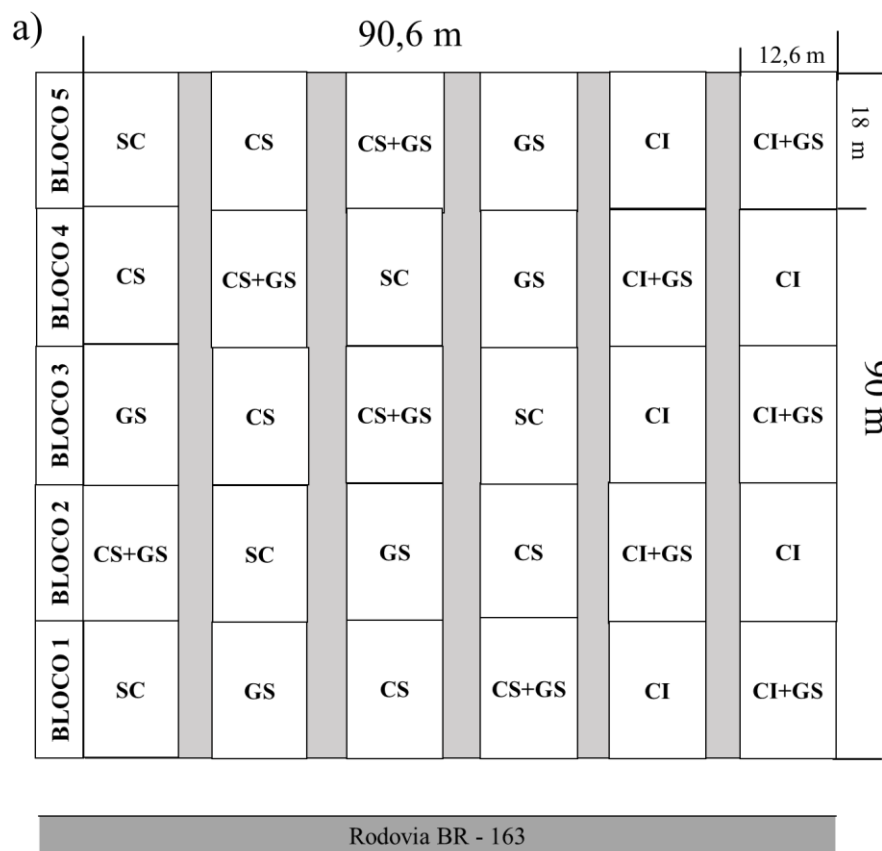 a)
90,6 m
12,6 m
BLOCO 5
SC
CS
CS+GS
GS
CI
CI+GS
18 m
BLOCO 4
CS
CS+GS
SC
GS
CI+GS
CI
BLOCO 3
GS
CS
CS+GS
SC
CI
CI+GS
90 m
BLOCO 2
CS+GS
SC
GS
CS
CI+GS
CI
BLOCO 1
SC
GS
CS
CS+GS
CI
CI+GS
Rodovia BR - 163